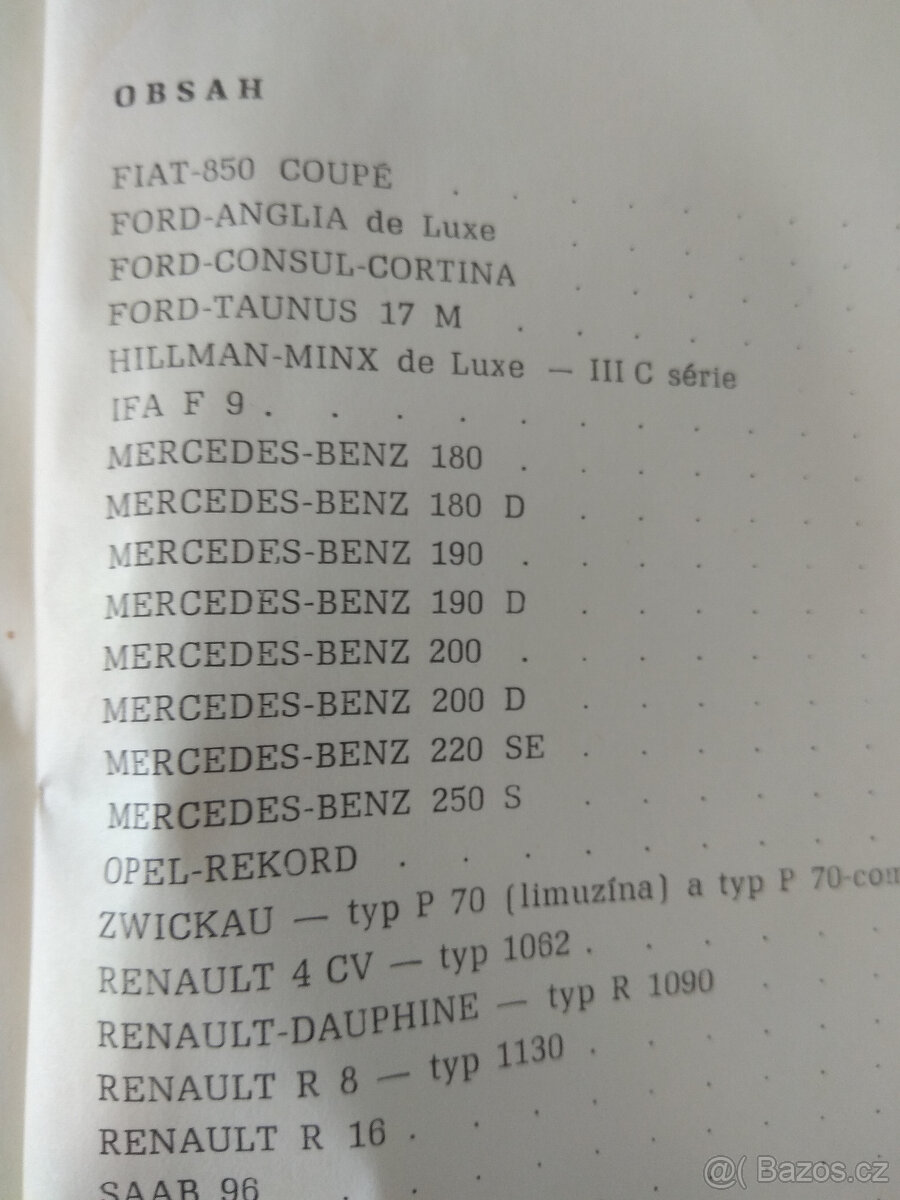 OBSAH
FIAT-850 COUPÉ . . . . . . . .
FORD-ANGLIA de Luxe . . . . . .
FORD-CONSUL-CORTINA . . . . . .
FORD-TAUNUS 17 M . . . . . . .
HILLMAN-MINX de Luxe — III C série
IFA F 9 . . . . . . . . . . .
MERCEDES-BENZ 180 . . . . . . .
MERCEDES-BENZ 180 D . . . . . .
MERCEDES-BENZ 190 . . . . . . .
MERCEDES-BENZ 190 D . . . . . .
MERCEDES-BENZ 200 . . . . . . .
MERCEDES-BENZ 200 D . . . . . .
MERCEDES-BENZ 220 SE . . . . . .
MERCEDES-BENZ 250 S . . . . . .
OPEL-REKORD . . . . . . . . .
ZWICKAU — typ P 70 (limuzína) a typ P 70-com
RENAULT 4 CV — typ 1062 . . . . . .
RENAULT-DAUPHINE — typ R 1090 . . .
RENAULT R 8 — typ 1130 . . . . . .
RENAULT R 16 . . . . . . . . .
SAAB 96 . . . . . .
@( Bazos.cz